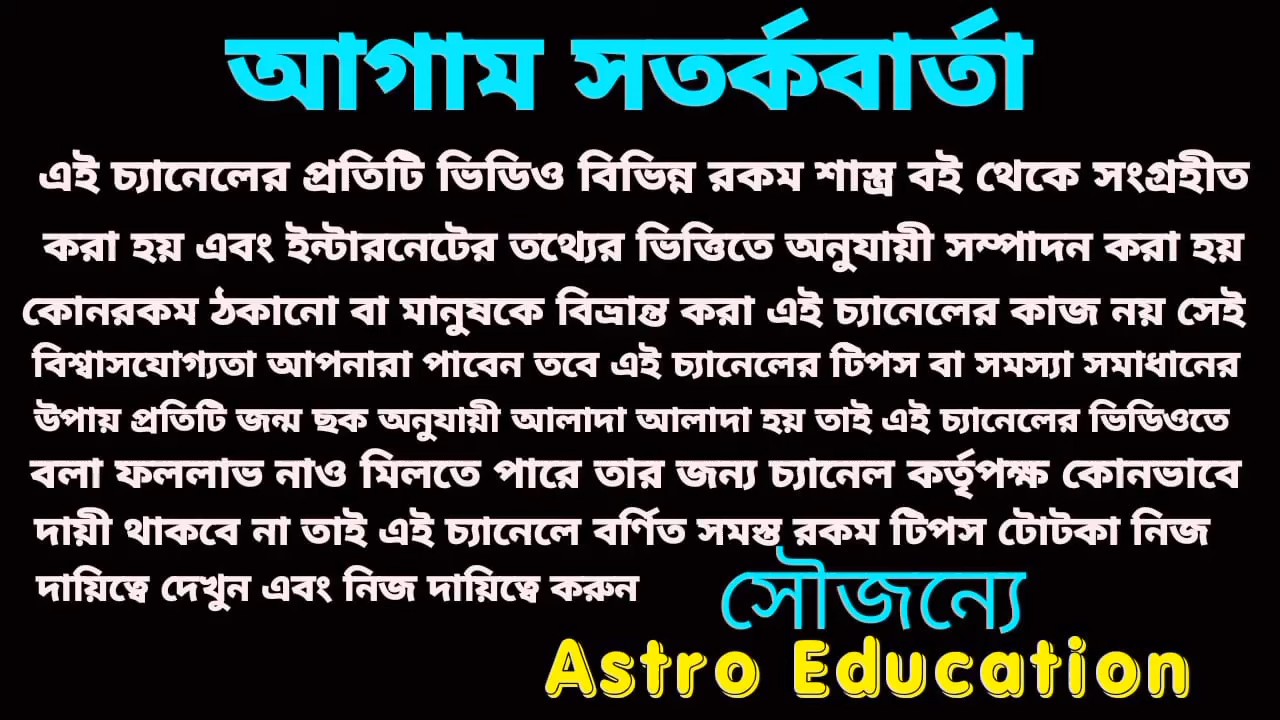 আগাম সতর্কবার্তা
এই চ্যানেলের প্রতিটি ভিডিও বিভিন্ন রকম শাস্ত্র বই থেকে সংগ্রহীত
করা হয় এবং ইন্টারনেটের তথ্যের ভিত্তিতে অনুযায়ী সম্পাদন করা হয়
কোনরকম ঠকানো বা মানুষকে বিভ্রান্ত করা এই চ্যানেলের কাজ নয় সেই
বিশ্বাসযোগ্যতা আপনারা পাবেন তবে এই চ্যানেলের টিপস বা সমস্যা সমাধানের
উপায় প্রতিটি জন্ম ছক অনুযায়ী আলাদা আলাদা হয় তাই এই চ্যানেলের ভিডিওতে
বলা ফললাভ নাও মিলতে পারে তার জন্য চ্যানেল কর্তৃপক্ষ কোনভাবে
দায়ী থাকবে না তাই এই চ্যানেলে বর্ণিত সমস্ত রকম টিপস টোটকা নিজ
দায়িত্বে দেখুন এবং নিজ দায়িত্বে করুন
সৌজন্যে
Astro Education